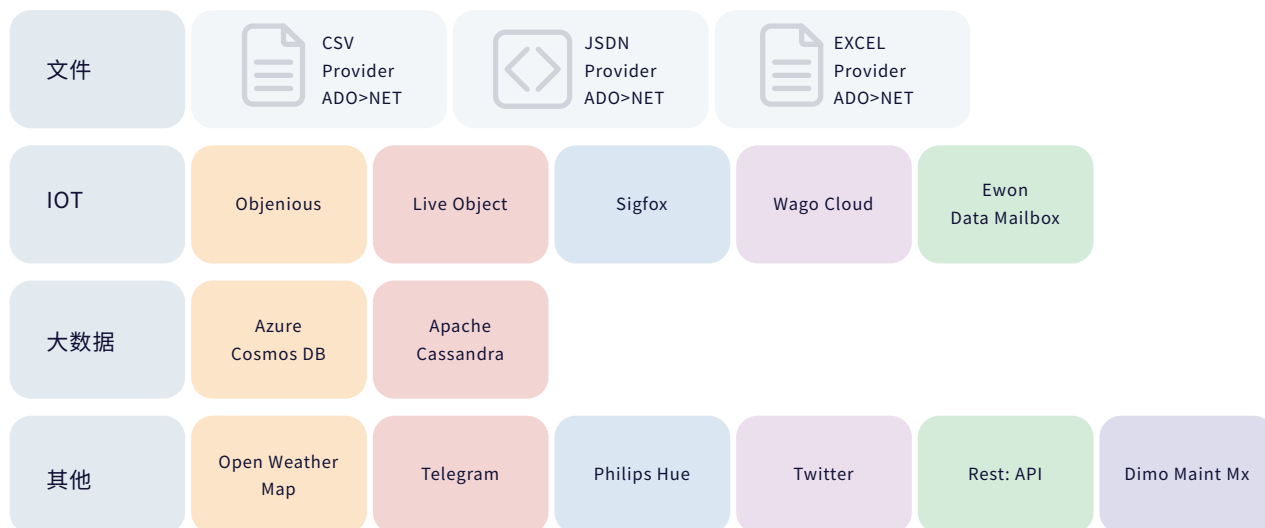 文件
CSV
Provider
ADO>NET
JSDN
Provider
ADO>NET
EXCEL
Provider
ADO>NET
IOT
Objenious
Live Object
Sigfox
Wago Cloud
Ewon
Data Mailbox
大数据
Azure
Cosmos DB
Apache
Cassandra
其他
Open Weather
Map
Telegram
Philips Hue
Twitter
Rest: API
Dimo Maint Mx